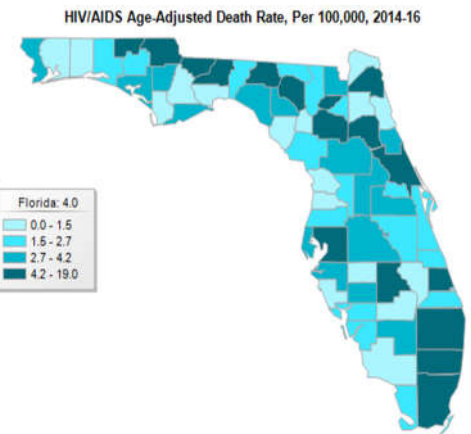 HIV/AIDS Age-Adjusted Death Rate, Per 100,000, 2014-16
Florida: 4.0
0.0 - 1.5
1.5 - 2.7
2.7 - 4.2
4.2 - 19.0